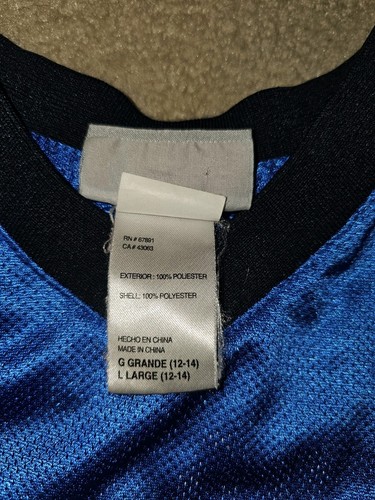 RN # 67891
CA # 43063
EXTERIOR: 100% POLIESTER
SHELL: 100% POLYESTER
HECHO EN CHINA
MADE IN CHINA
G GRANDE (12-14)
L LARGE (12-14)